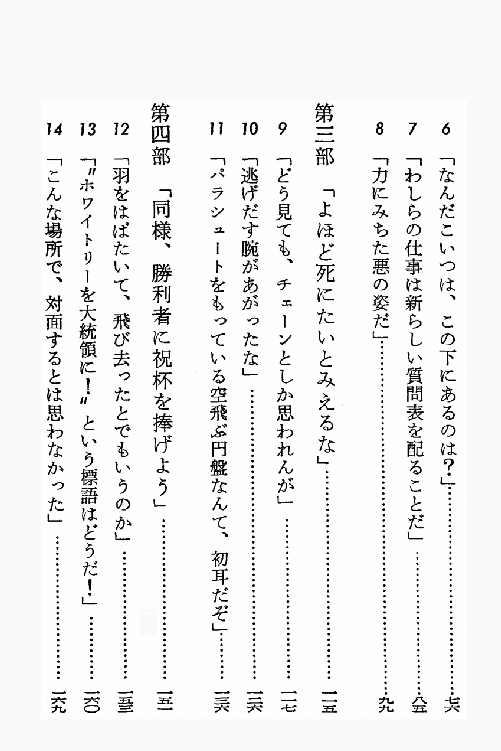 6 「なんだこいつは、この下にあるのは？」…………七六
7 「わしらの仕事は新らしい質問表を配ることだ」…………八五
8 「力にみちた悪の姿だ」…………九九
第三部 「よほど死にたいとみえるな」…………一一五
9 「どう見ても、チェーンとしか思われんが」…………一一七
10 「逃げだす腕があがったな」…………一二六
11 「パラシュートをもっている空飛ぶ円盤なんて、初耳だぞ」…………一三六
第四部 「同様、勝利者に祝杯を捧げよう」…………一五一
12 「羽をはばたいて、飛び去ったとでもいうのか」…………一五三
13 「〝ホワイトリーを大統領に！〟という標語はどうだ！」…………一六〇
14 「こんな場所で、対面するとは思わなかった」…………一六九